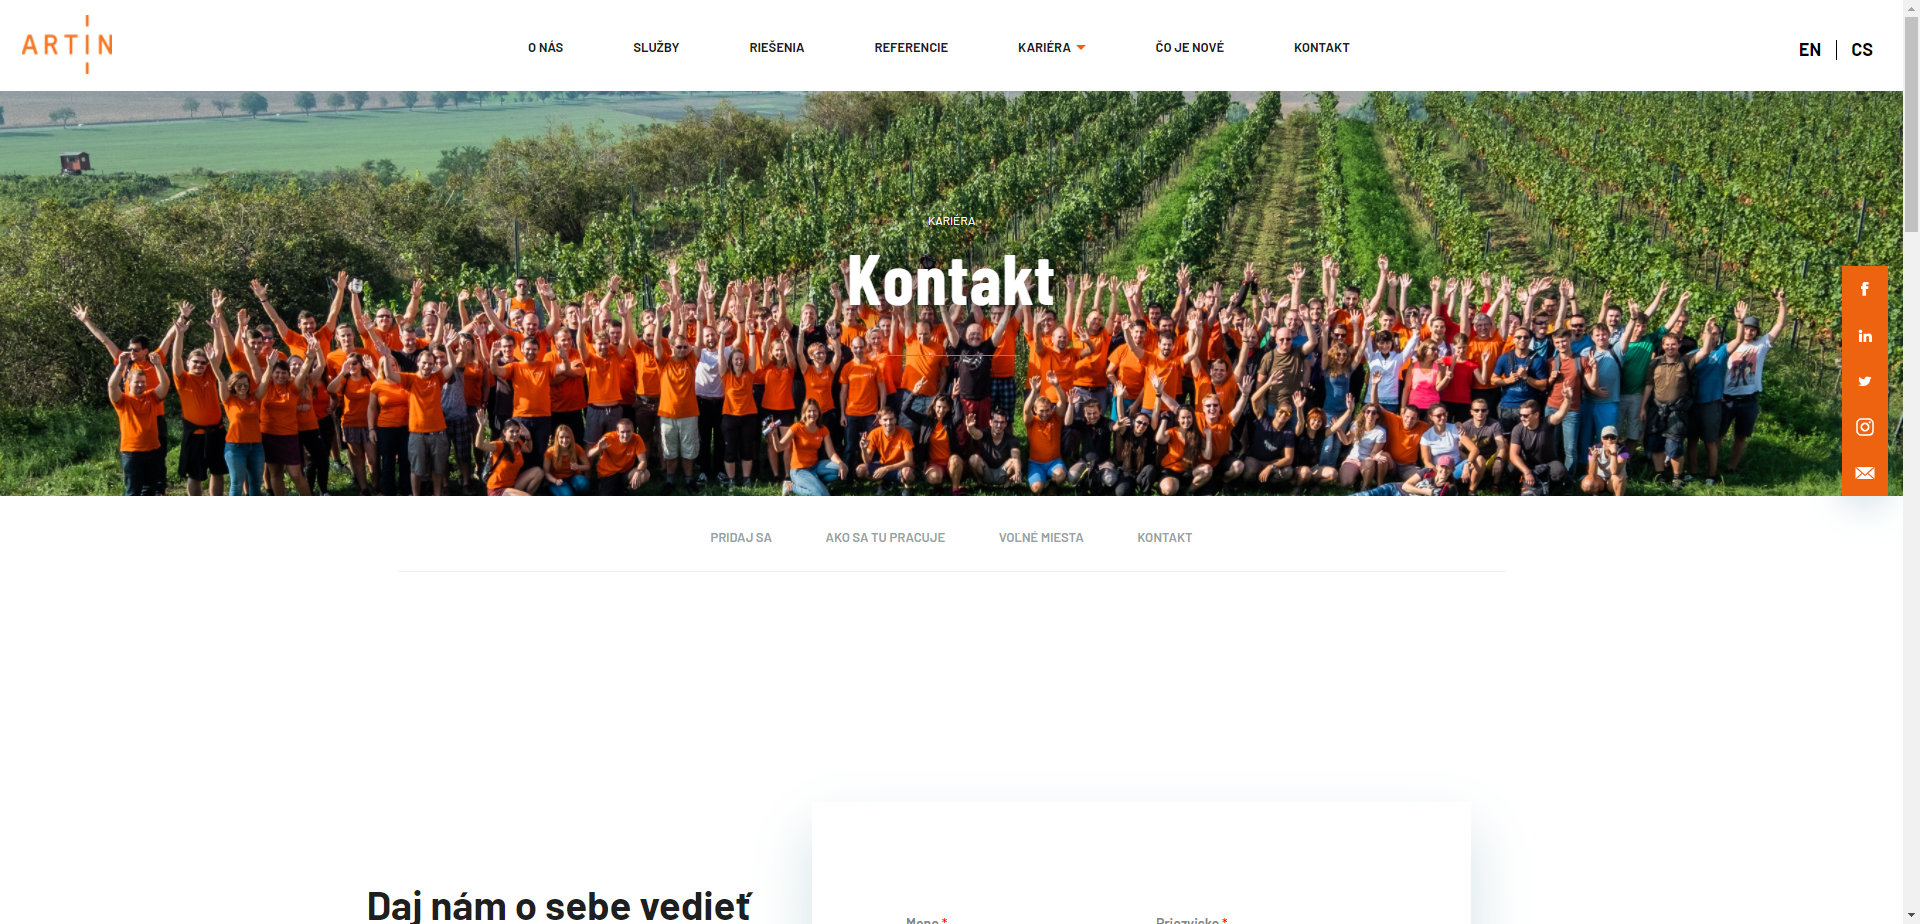 ARTIN
O NÁS
SLUŽBY
RIEŠENIA
REFERENCIE
KARIÉRA
ČO JE NOVÉ
KONTAKT
EN
CS
KARIÉRA
Kontakt
PRIDAJ SA
AKO SA TU PRACUJE
VOĽNÉ MIESTA
KONTAKT
Daj nám o sebe vedieť
Meno *
Priezvisko *